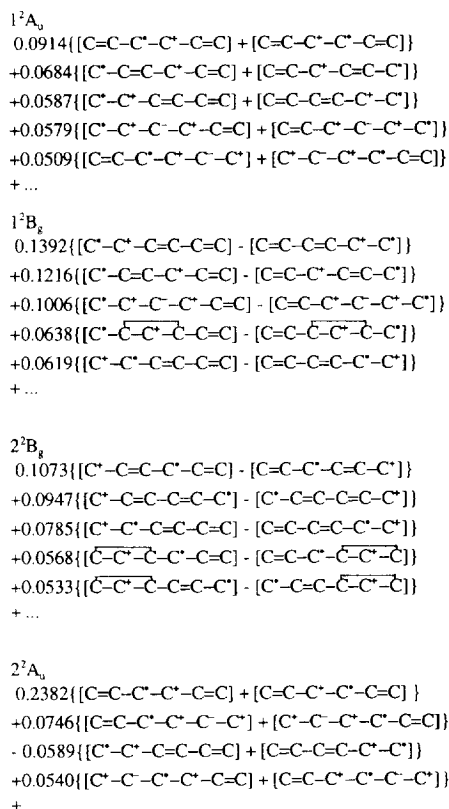 1²Aᵤ
0.0914{[C=C–C•–C⁺–C=C] + [C=C–C⁺–C•–C=C]}
+0.0684{[C•–C=C–C⁺–C=C] + [C=C–C⁺–C=C–C•]}
+0.0587{[C•–C⁺–C=C–C=C] + [C=C–C=C–C⁺–C•]}
+0.0579{[C•–C⁺–C⁻–C⁺–C=C] + [C=C–C⁺–C⁻–C⁺–C•]}
+0.0509{[C=C–C•–C⁺–C⁻–C⁺] + [C⁺–C⁻–C⁺–C•–C=C]}
+ ...
1²B_g
0.1392{[C•–C⁺–C=C–C=C] - [C=C–C=C–C⁺–C•]}
+0.1216{[C•–C=C–C⁺–C=C] - [C=C–C⁺–C=C–C•]}
+0.1006{[C•–C⁺–C⁻–C⁺–C=C] - [C=C–C⁺–C⁻–C⁺–C•]}
+0.0638{[C•–C–C⁺–C–C=C] - [C=C–C–C⁺–C–C•]}
+0.0619{[C⁺–C•–C=C–C=C] - [C=C–C=C–C•–C⁺]}
+ ...
2²B_g
0.1073{[C⁺–C=C–C•–C=C] - [C=C–C•–C=C–C⁺]}
+0.0947{[C⁺–C=C–C=C–C•] - [C•–C=C–C=C–C⁺]}
+0.0785{[C⁺–C•–C=C–C=C] - [C=C–C=C–C•–C⁺]}
+0.0568{[C–C⁺–C–C•–C=C] - [C=C–C•–C–C⁺–C]}
+0.0533{[C–C⁺–C–C=C–C•] - [C•–C=C–C–C⁺–C]}
+ ...
2²Aᵤ
0.2382{[C=C–C•–C⁺–C=C] + [C=C–C⁺–C•–C=C] }
+0.0746{[C=C–C•–C⁺–C⁻–C⁺] + [C⁺–C⁻–C⁺–C•–C=C]}
- 0.0589{[C•–C⁺–C=C–C=C] + [C=C–C=C–C⁺–C•]}
+0.0540{[C⁺–C⁻–C•–C⁺–C=C] + [C=C–C⁺–C•–C⁻–C⁺]}
+